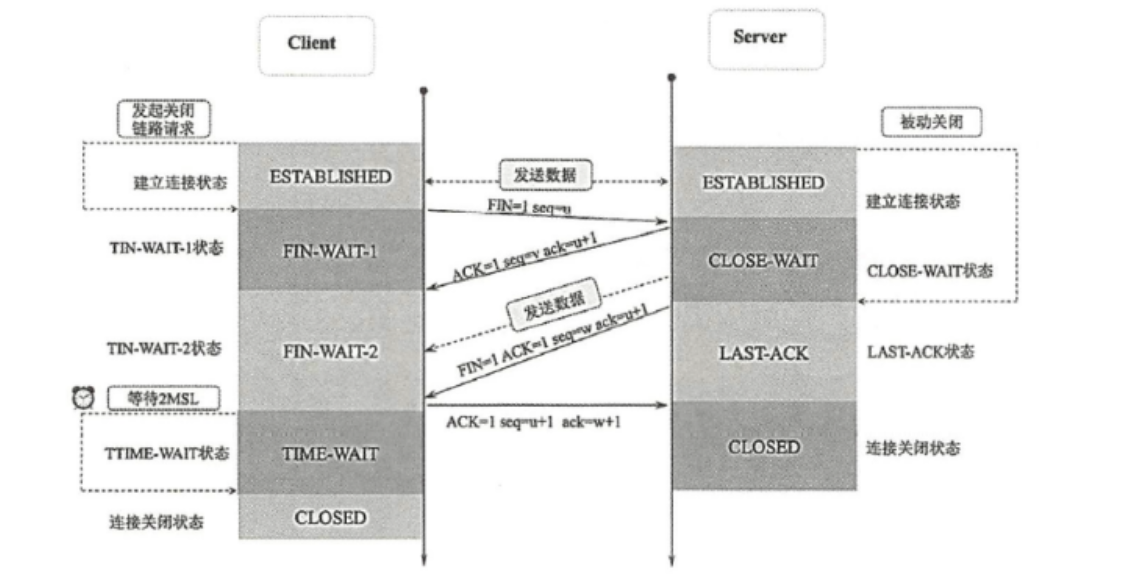 Client
Server
发起关闭
链路请求
被动关闭
建立连接状态
ESTABLISHED
发送数据
ESTABLISHED
建立连接状态
FIN=1 seq=u
TIN-WAIT-1状态
FIN-WAIT-1
ACK=1 seq=v ack=u+1
CLOSE-WAIT
CLOSE-WAIT状态
发送数据
TIN-WAIT-2状态
FIN-WAIT-2
FIN=1 ACK=1 seq=w ack=u+1
LAST-ACK
LAST-ACK状态
等待2MSL
ACK=1 seq=u+1 ack=w+1
TTIME-WAIT状态
TIME-WAIT
CLOSED
连接关闭状态
连接关闭状态
CLOSED